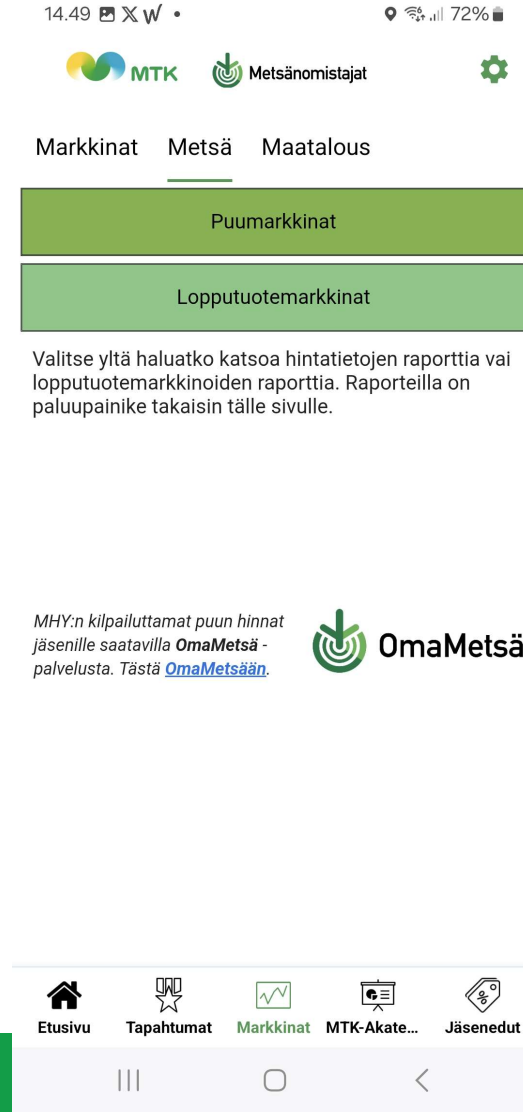 14.49 72%
MTK Metsänomistajat
Markkinat Metsä Maatalous
Puumarkkinat
Lopputuotemarkkinat
Valitse yltä haluatko katsoa hintatietojen raporttia vai
lopputuotemarkkinoiden raporttia. Raporteilla on
paluupainike takaisin tälle sivulle.
MHY:n kilpailuttamat puun hinnat
jäsenille saatavilla OmaMetsä -
palvelusta. Tästä OmaMetsään.
OmaMetsä
Etusivu Tapahtumat Markkinat MTK-Akate... Jäsenedut